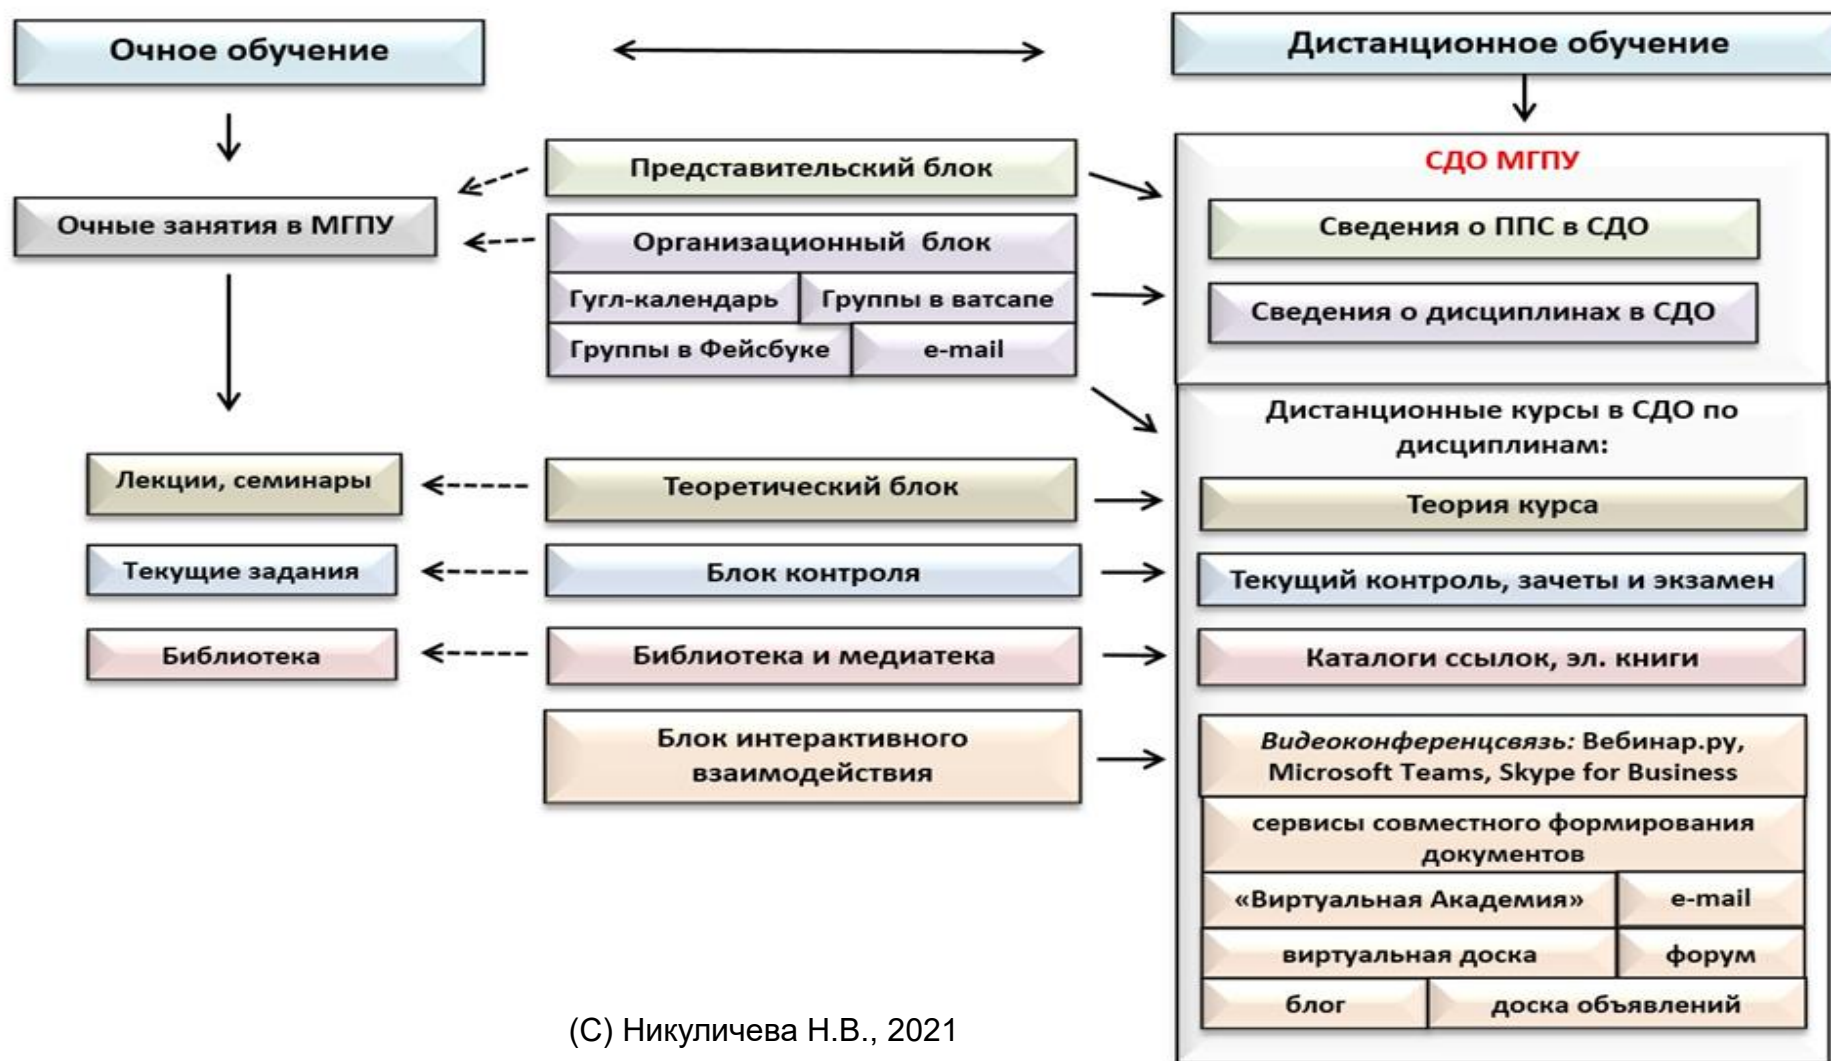 Очное обучение
Дистанционное обучение
Представительский блок
СДО МГПУ
Очные занятия в МГПУ
Сведения о ППС в СДО
Организационный блок
Гугл-календарь
Группы в ватсапе
Сведения о дисциплинах в СДО
Группы в Фейсбуке
e-mail
Дистанционные курсы в СДО по
дисциплинам:
Лекции, семинары
Теоретический блок
Теория курса
Текущие задания
Блок контроля
Текущий контроль, зачеты и экзамен
Библиотека
Библиотека и медиатека
Каталоги ссылок, эл. книги
Блок интерактивного
взаимодействия
Видеоконференцсвязь: Вебинар.ру,
Microsoft Teams, Skype for Business
сервисы совместного формирования
документов
«Виртуальная Академия»
e-mail
виртуальная доска
форум
блог
доска объявлений
(С) Никуличева Н.В., 2021